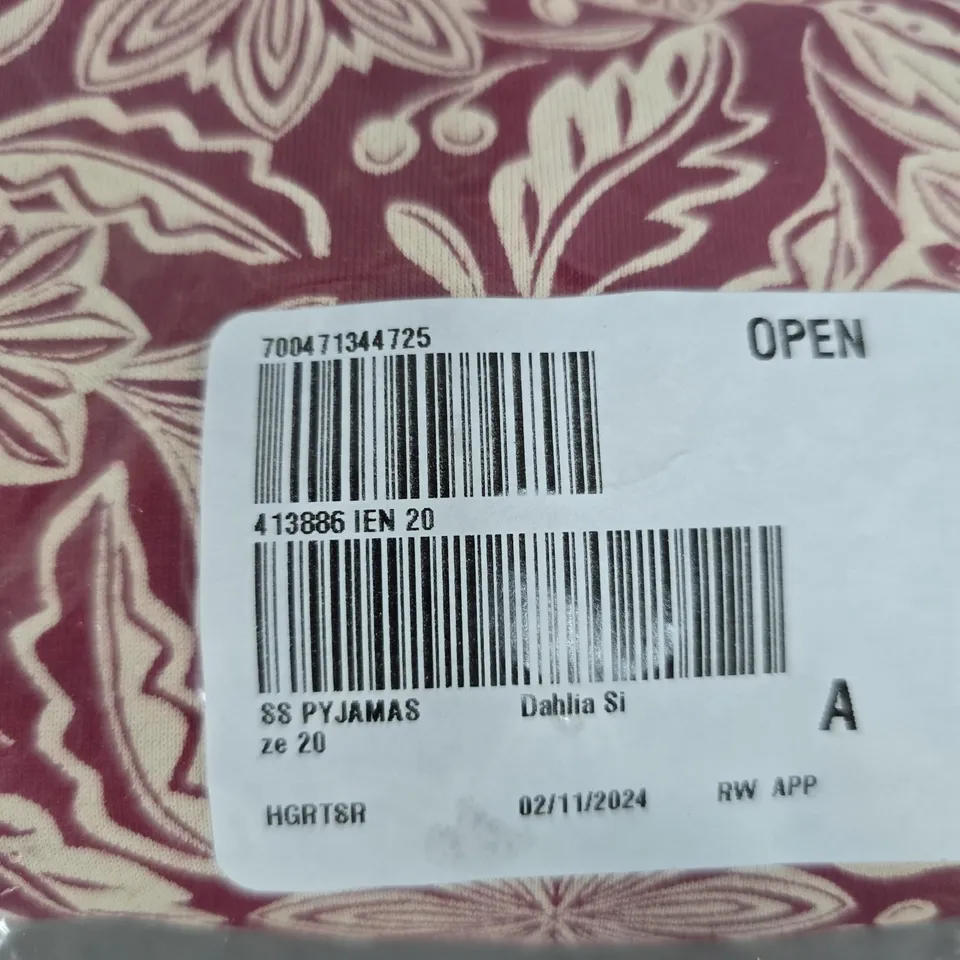 700471344725
OPEN
413886 IEN 20
SS PYJAMAS Dahlia Si
ze 20
A
HGRTSR 02/11/2024 RW APP